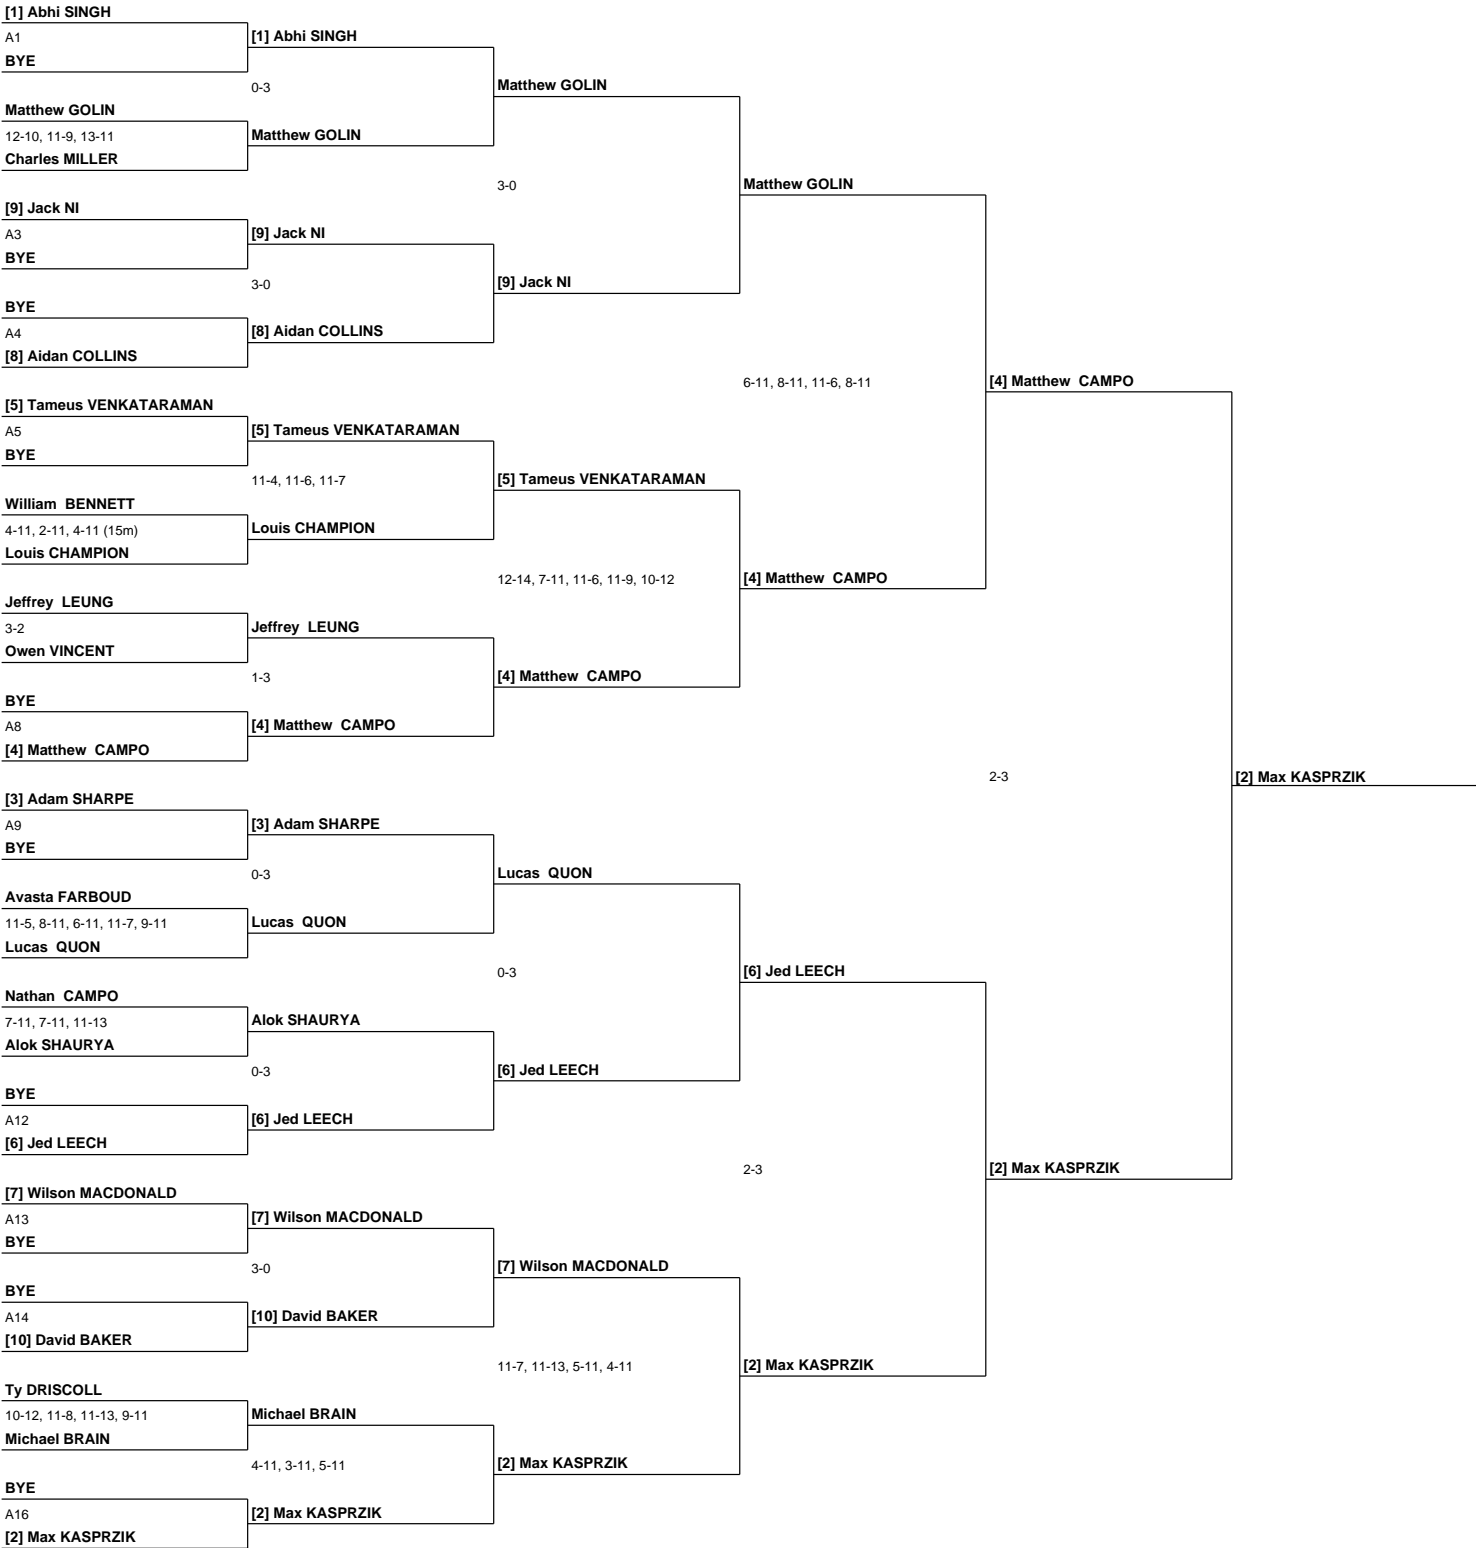 [1] Abhi SINGH
A1
BYE
[1] Abhi SINGH
0-3
Matthew GOLIN
Matthew GOLIN
12-10, 11-9, 13-11
Charles MILLER
Matthew GOLIN
3-0
Matthew GOLIN
[9] Jack NI
A3
BYE
[9] Jack NI
3-0
[9] Jack NI
BYE
A4
[8] Aidan COLLINS
[8] Aidan COLLINS
6-11, 8-11, 11-6, 8-11
[4] Matthew CAMPO
[5] Tameus VENKATARAMAN
A5
BYE
[5] Tameus VENKATARAMAN
11-4, 11-6, 11-7
[5] Tameus VENKATARAMAN
William BENNETT
4-11, 2-11, 4-11 (15m)
Louis CHAMPION
Louis CHAMPION
12-14, 7-11, 11-6, 11-9, 10-12
[4] Matthew CAMPO
Jeffrey LEUNG
3-2
Owen VINCENT
Jeffrey LEUNG
1-3
[4] Matthew CAMPO
BYE
A8
[4] Matthew CAMPO
[4] Matthew CAMPO
2-3
[2] Max KASPRZIK
[3] Adam SHARPE
A9
BYE
[3] Adam SHARPE
0-3
Lucas QUON
Avasta FARBOUD
11-5, 8-11, 6-11, 11-7, 9-11
Lucas QUON
Lucas QUON
0-3
[6] Jed LEECH
Nathan CAMPO
7-11, 7-11, 11-13
Alok SHAURYA
Alok SHAURYA
0-3
[6] Jed LEECH
BYE
A12
[6] Jed LEECH
[6] Jed LEECH
2-3
[2] Max KASPRZIK
[7] Wilson MACDONALD
A13
BYE
[7] Wilson MACDONALD
3-0
[7] Wilson MACDONALD
BYE
A14
[10] David BAKER
[10] David BAKER
11-7, 11-13, 5-11, 4-11
[2] Max KASPRZIK
Ty DRISCOLL
10-12, 11-8, 11-13, 9-11
Michael BRAIN
Michael BRAIN
4-11, 3-11, 5-11
[2] Max KASPRZIK
BYE
A16
[2] Max KASPRZIK
[2] Max KASPRZIK